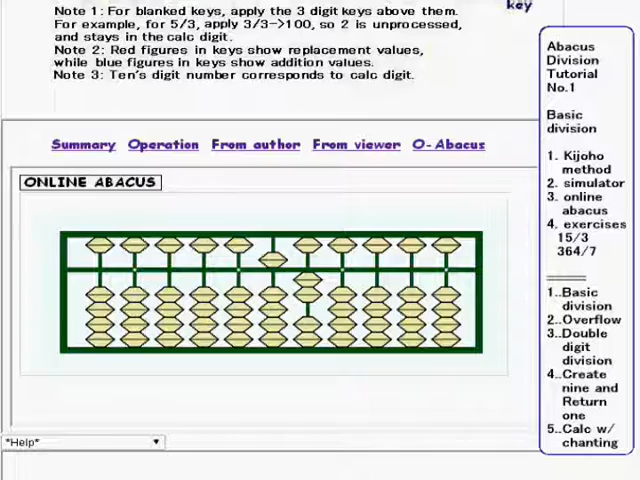 key
Note 1: For blanked keys, apply the 3 digit keys above them.
For example, for 5/3, apply 3/3->100, so 2 is unprocessed,
and stays in the calc digit.
Note 2: Red figures in keys show replacement values,
while blue figures in keys show addition values.
Note 3: Ten's digit number corresponds to calc digit.
Summary Operation From author From viewer O-Abacus
ONLINE ABACUS
*Help*
Abacus
Division
Tutorial
No.1
Basic
division
1. Kijoho
method
2. simulator
3. online
abacus
4. exercises
15/3
364/7
1..Basic
division
2..Overflow
3..Double
digit
division
4..Create
nine and
Return
one
5..Calc w/
chanting